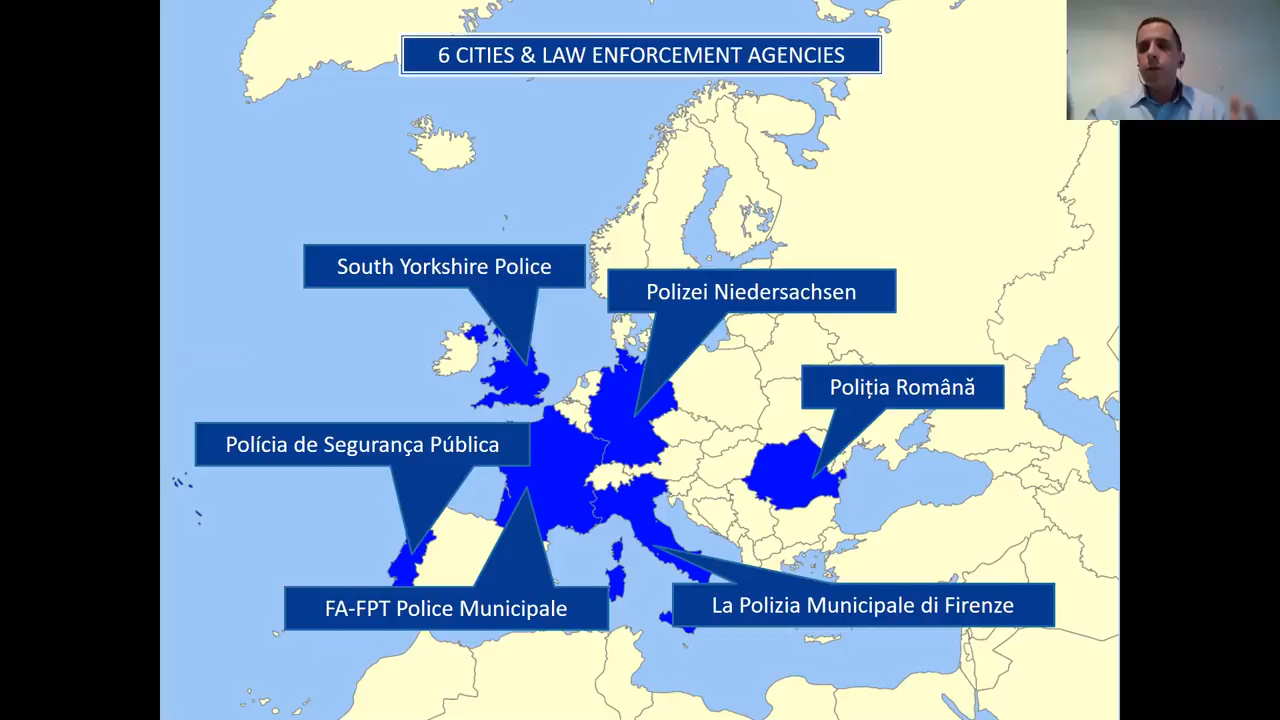 6 CITIES & LAW ENFORCEMENT AGENCIES
South Yorkshire Police
Polizei Niedersachsen
Poliția Română
Polícia de Segurança Pública
FA-FPT Police Municipale
La Polizia Municipale di Firenze